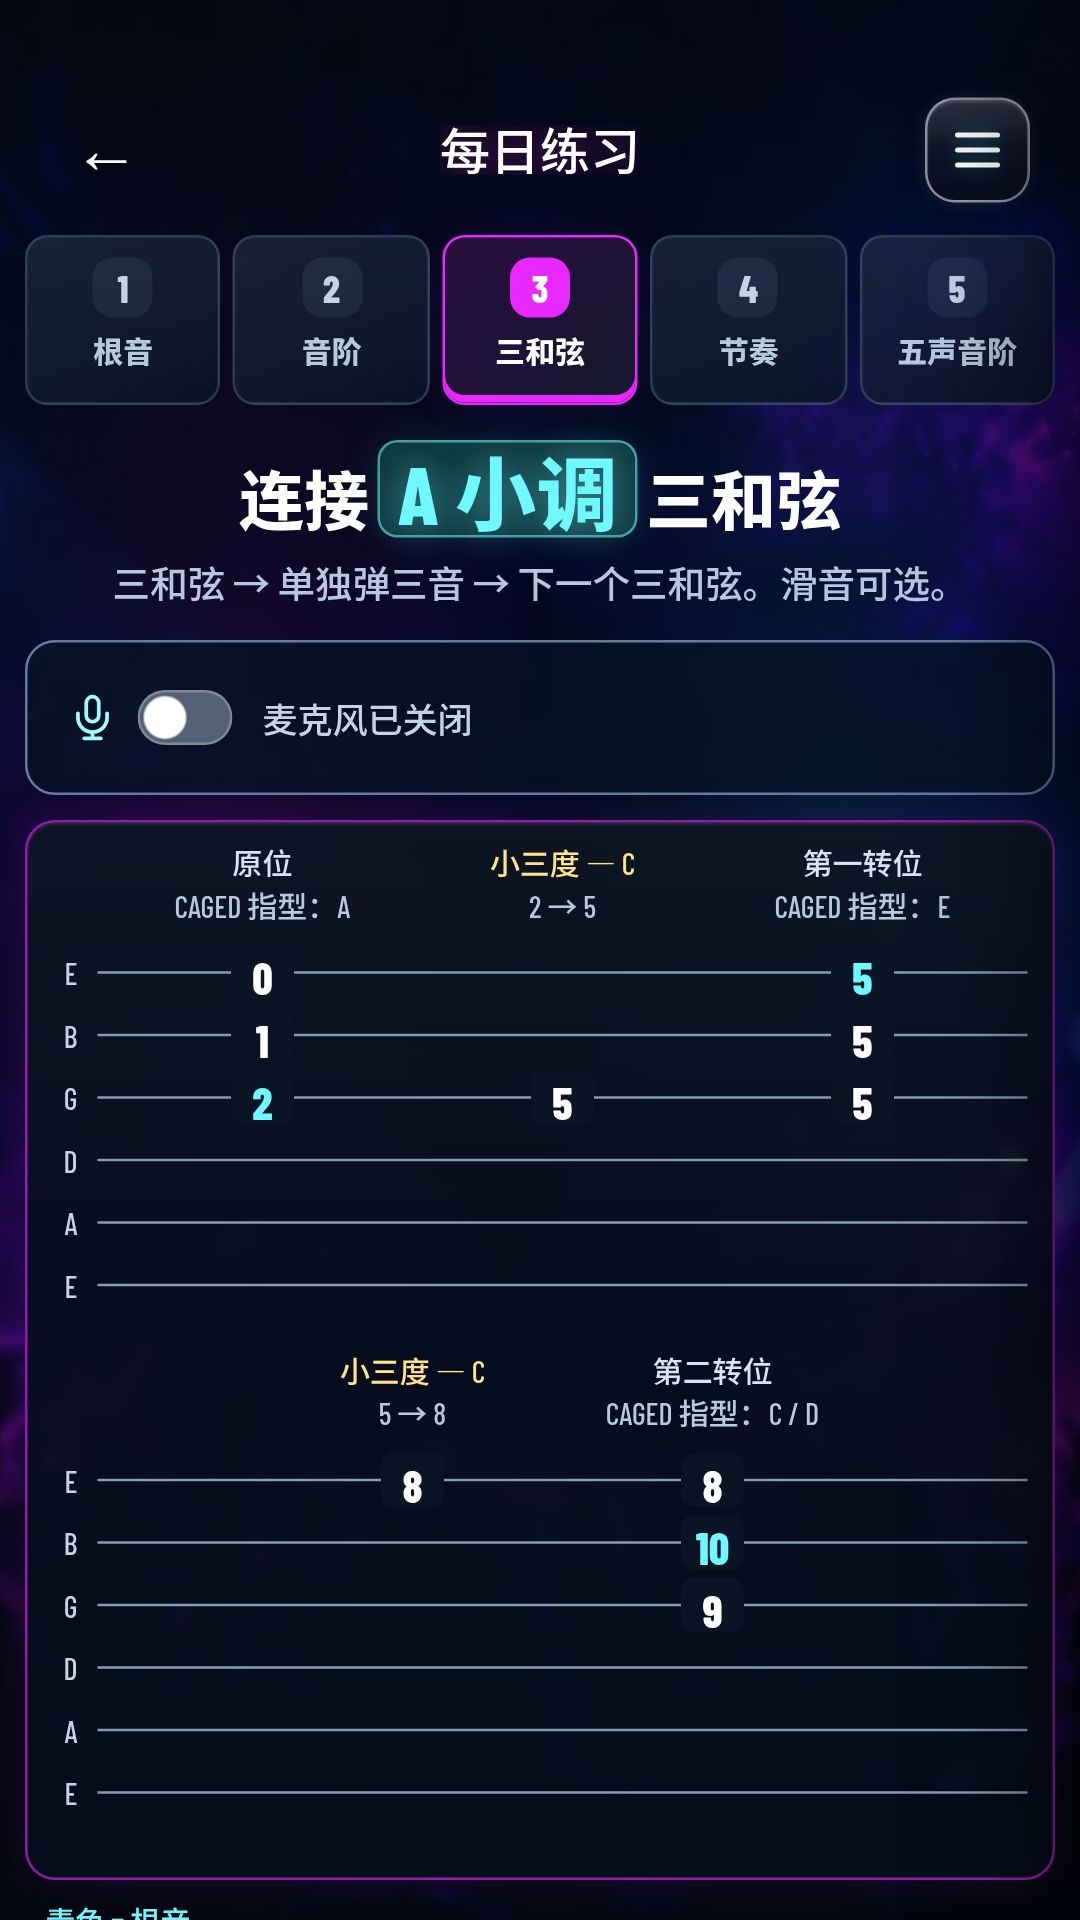 ←
每日练习
1
根音
2
音阶
3
三和弦
4
节奏
5
五声音阶
连接 A 小调 三和弦
三和弦 → 单独弹三音 → 下一个三和弦。滑音可选。
麦克风已关闭
原位 小三度 — C 第一转位
CAGED 指型：A 2 → 5 CAGED 指型：E
E 0 5
B 1 5
G 2 5 5
D
A
E
小三度 — C 第二转位
5 → 8 CAGED 指型：C / D
E 8 8
B 10
G 9
D
A
E
青色 = 根音